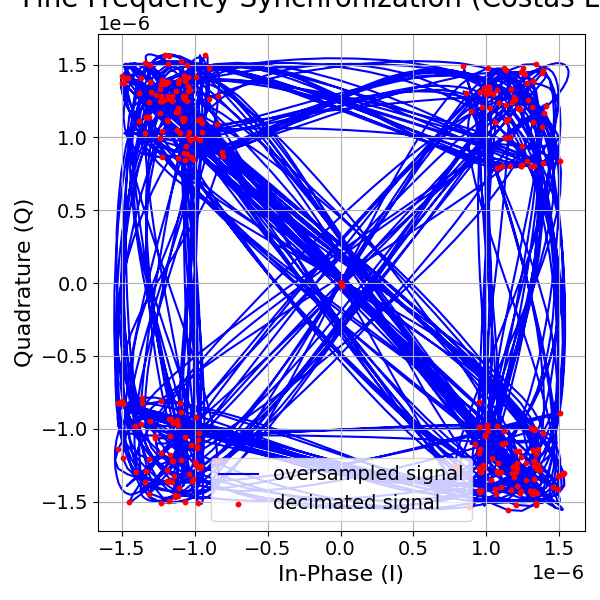 Fine Frequency Synchronization (Costas
1e−6
1.5
1.0
0.5
0.0
−0.5
−1.0
−1.5
Quadrature (Q)
oversampled signal
decimated signal
−1.5 −1.0 −0.5 0.0 0.5 1.0 1.5
In-Phase (I)
1e−6